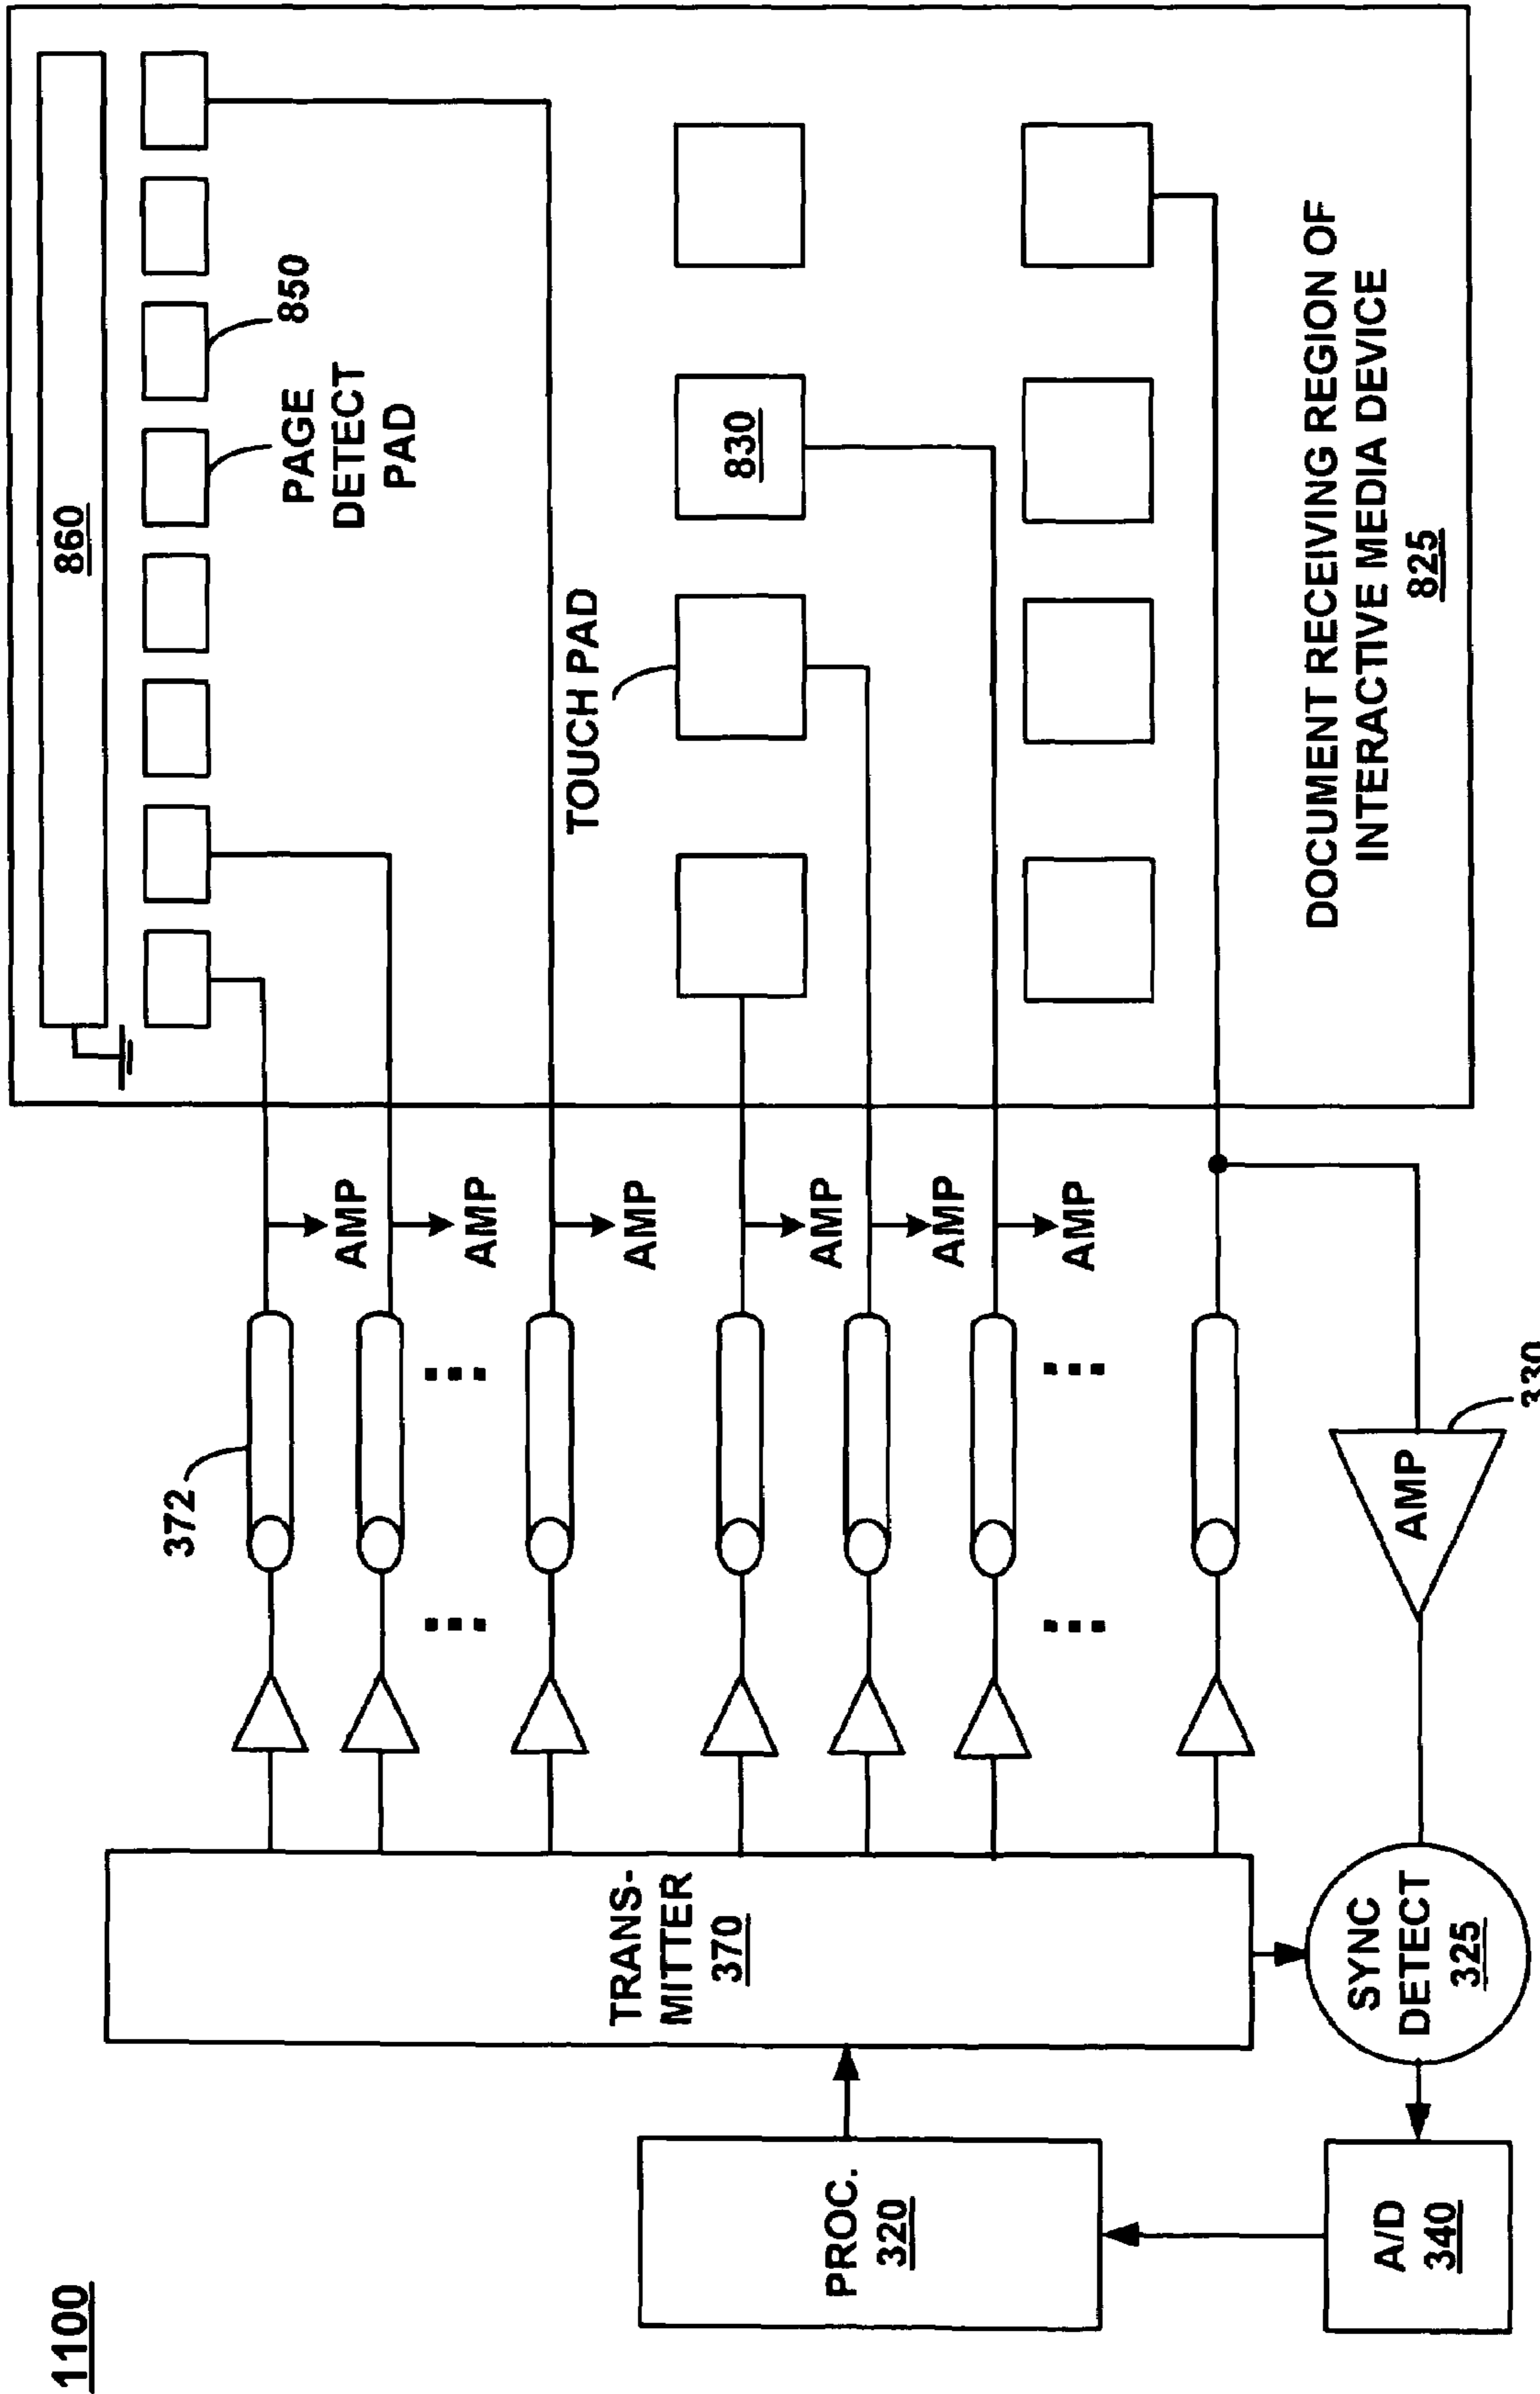 1100
860
850
PAGE
DETECT
PAD
TOUCH PAD
830
DOCUMENT RECEIVING REGION OF
INTERACTIVE MEDIA DEVICE
825
372
AMP
AMP
AMP
AMP
AMP
AMP
TRANS-
MITTER
370
PROC.
320
AMP
330
SYNC
DETECT
325
A/D
340